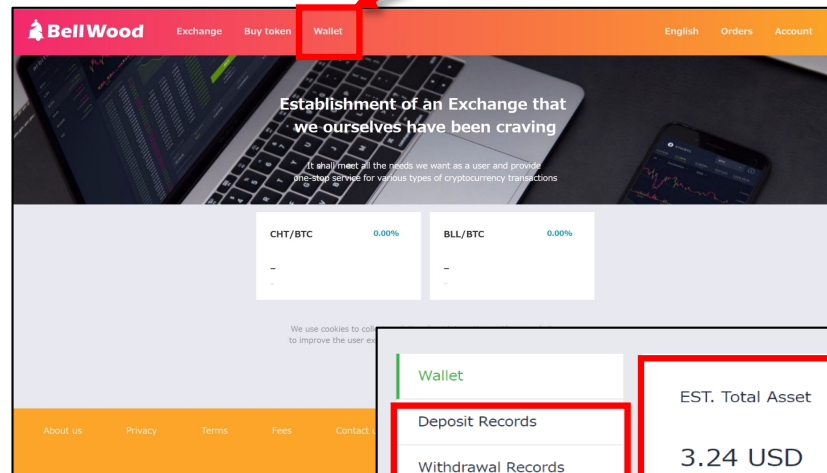 BellWood Exchange Buy token Wallet English Orders Account
Establishment of an Exchange that
we ourselves have been craving
It shall meet all the needs we want as a user and provide
one-stop service for various types of cryptocurrency transactions
CHT/BTC 0.00% BLL/BTC 0.00%
– –
– –
We use cookies to
to improve the user
Wallet
Deposit Records
Withdrawal Records
EST. Total Asset
3.24 USD
About us Privacy Terms Fees Contact